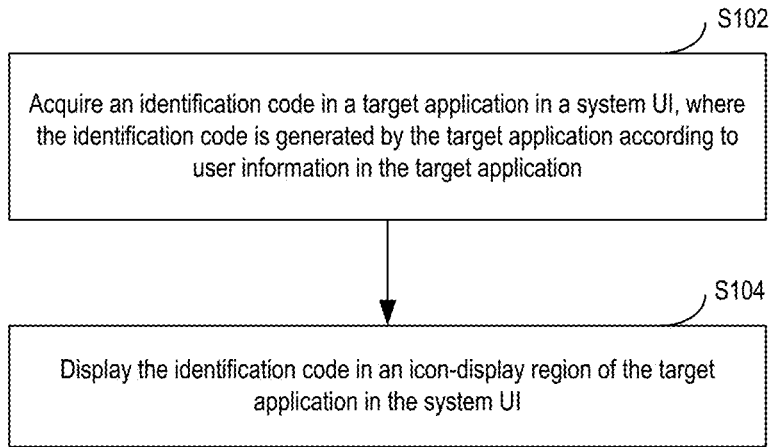 S102
Acquire an identification code in a target application in a system UI, where
the identification code is generated by the target application according to
user information in the target application
S104
Display the identification code in an icon-display region of the target
application in the system UI